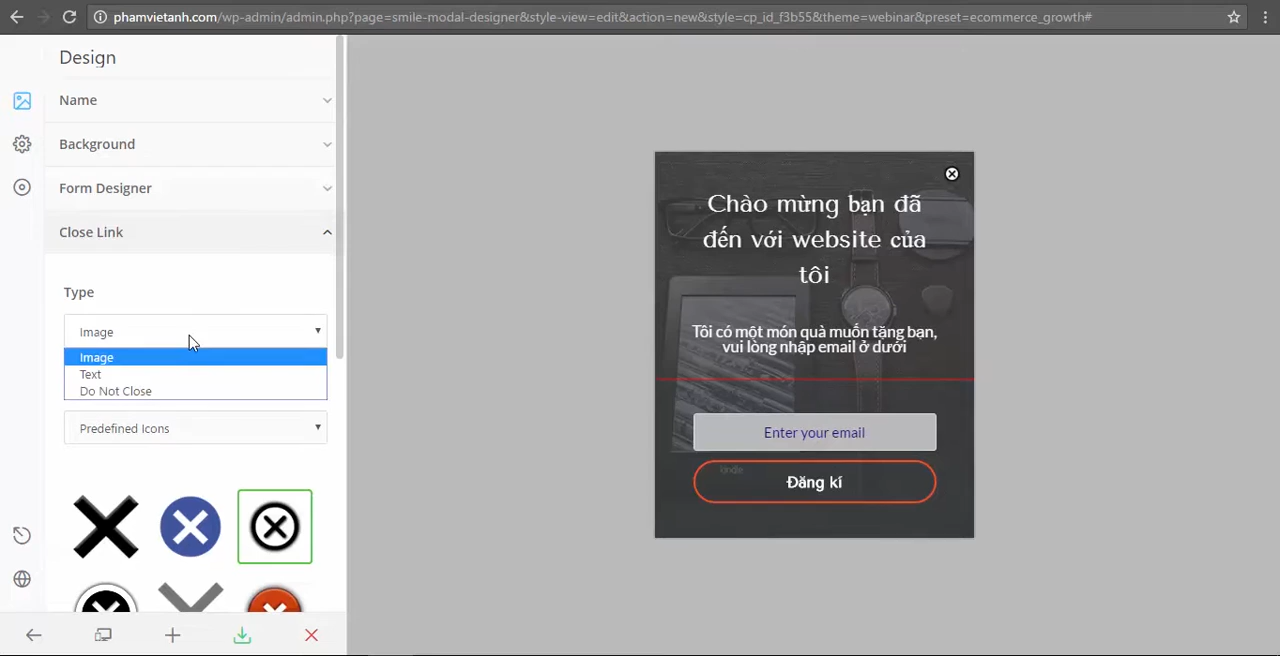 phamvietanh.com/wp-admin/admin.php?page=smile-modal-designer&style-view=edit&action=new&style=cp_id_f3b55&theme=webinar&preset=ecommerce_growth#
Design
Name
Background
Form Designer
Close Link
Type
Image
Image
Text
Do Not Close
Predefined Icons
Chào mừng bạn đã
đến với website của
tôi
Tôi có một món quà muốn tặng bạn,
vui lòng nhập email ở dưới
Enter your email
kindle
Đăng kí